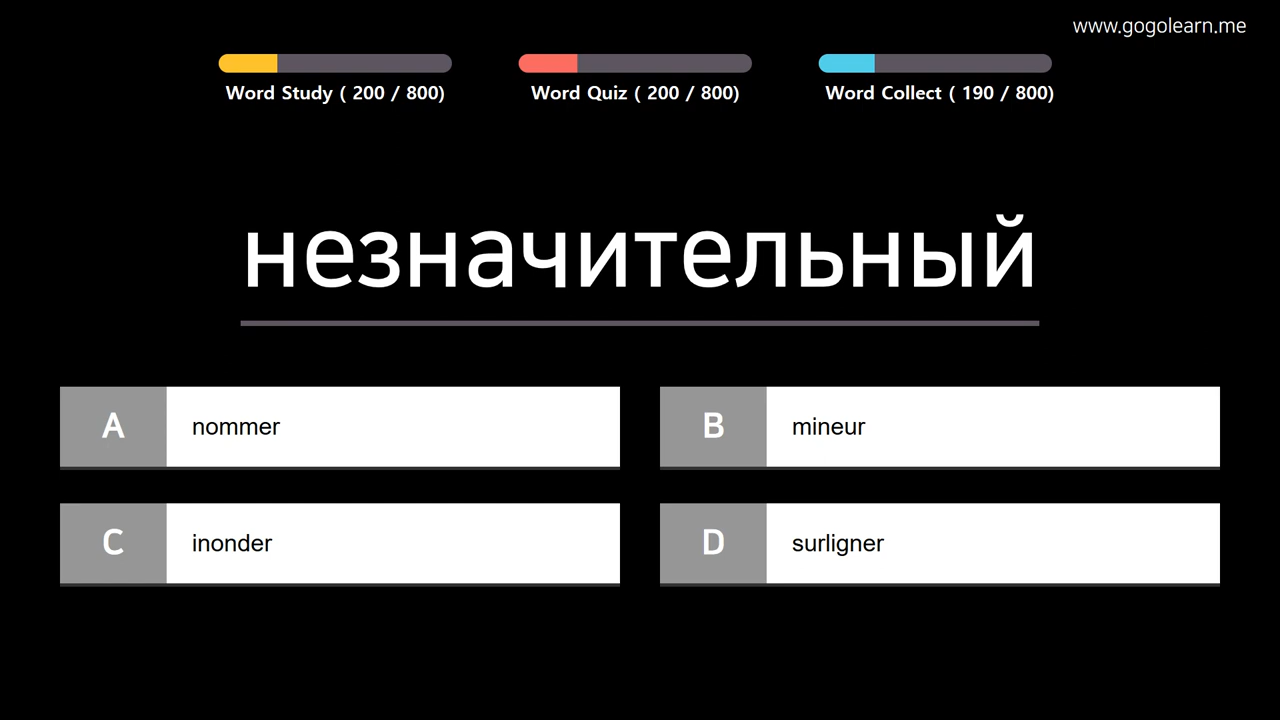 www.gogolearn.me
Word Study ( 200 / 800)
Word Quiz ( 200 / 800)
Word Collect ( 190 / 800)
незначительный
A
nommer
B
mineur
C
inonder
D
surligner